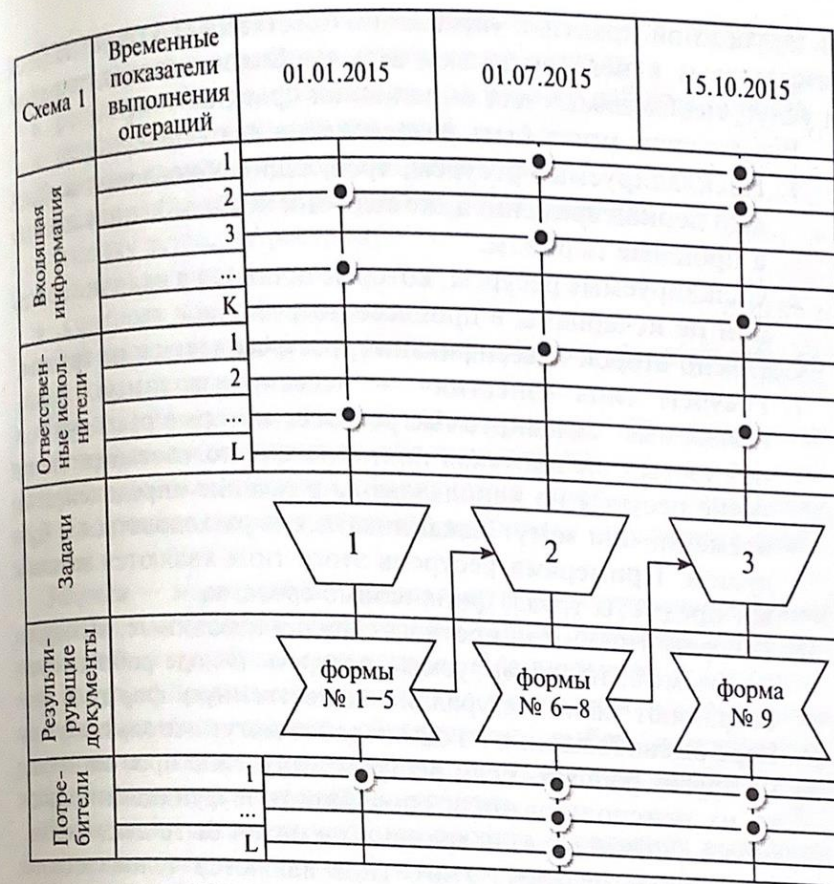 Схема 1
Временные
показатели
выполнения
операций
01.01.2015
01.07.2015
15.10.2015
Входящая
информация
1
2
3
...
K
Ответствен
ные испол-
нители
1
2
...
L
Задачи
1
2
3
Результи-
рующие
документы
формы
№ 1–5
формы
№ 6–8
форма
№ 9
Потре-
бители
1
...
L